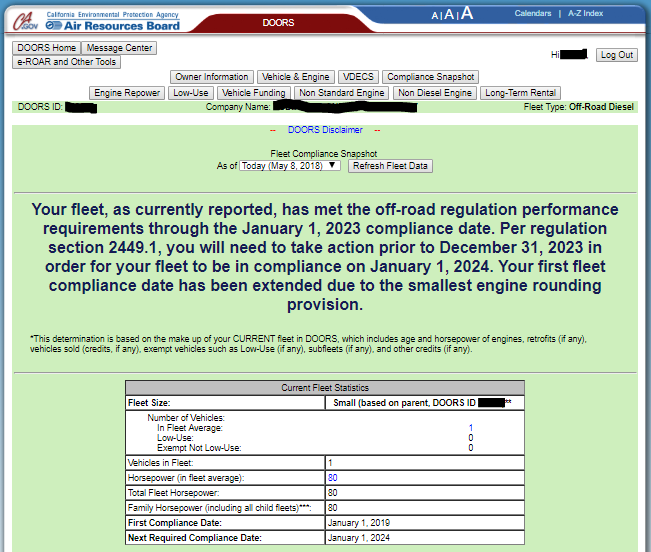 CA.GOV
California Environmental Protection Agency
Air Resources Board
DOORS
A| A| A
Calendars | A-Z Index
DOORS Home Message Center
e-ROAR and Other Tools
Hi
Log Out
Owner Information Vehicle & Engine VDECS Compliance Snapshot
Engine Repower Low-Use Vehicle Funding Non Standard Engine Non Diesel Engine Long-Term Rental
DOORS ID: Company Name: Fleet Type: Off-Road Diesel
-- DOORS Disclaimer --
Fleet Compliance Snapshot
As of Today (May 8, 2018) ▼ Refresh Fleet Data
Your fleet, as currently reported, has met the off-road regulation performance
requirements through the January 1, 2023 compliance date. Per regulation
section 2449.1, you will need to take action prior to December 31, 2023 in
order for your fleet to be in compliance on January 1, 2024. Your first fleet
compliance date has been extended due to the smallest engine rounding
provision.
*This determination is based on the make up of your CURRENT fleet in DOORS, which includes age and horsepower of engines, retrofits (if any),
vehicles sold (credits, if any), exempt vehicles such as Low-Use (if any), subfleets (if any), and other credits (if any).
Current Fleet Statistics
Fleet Size: Small (based on parent, DOORS ID **
Number of Vehicles:
In Fleet Average: 1
Low-Use: 0
Exempt Not Low-Use: 0
Vehicles in Fleet: 1
Horsepower (in fleet average): 80
Total Fleet Horsepower: 80
Family Horsepower (including all child fleets)***: 80
First Compliance Date: January 1, 2019
Next Required Compliance Date: January 1, 2024